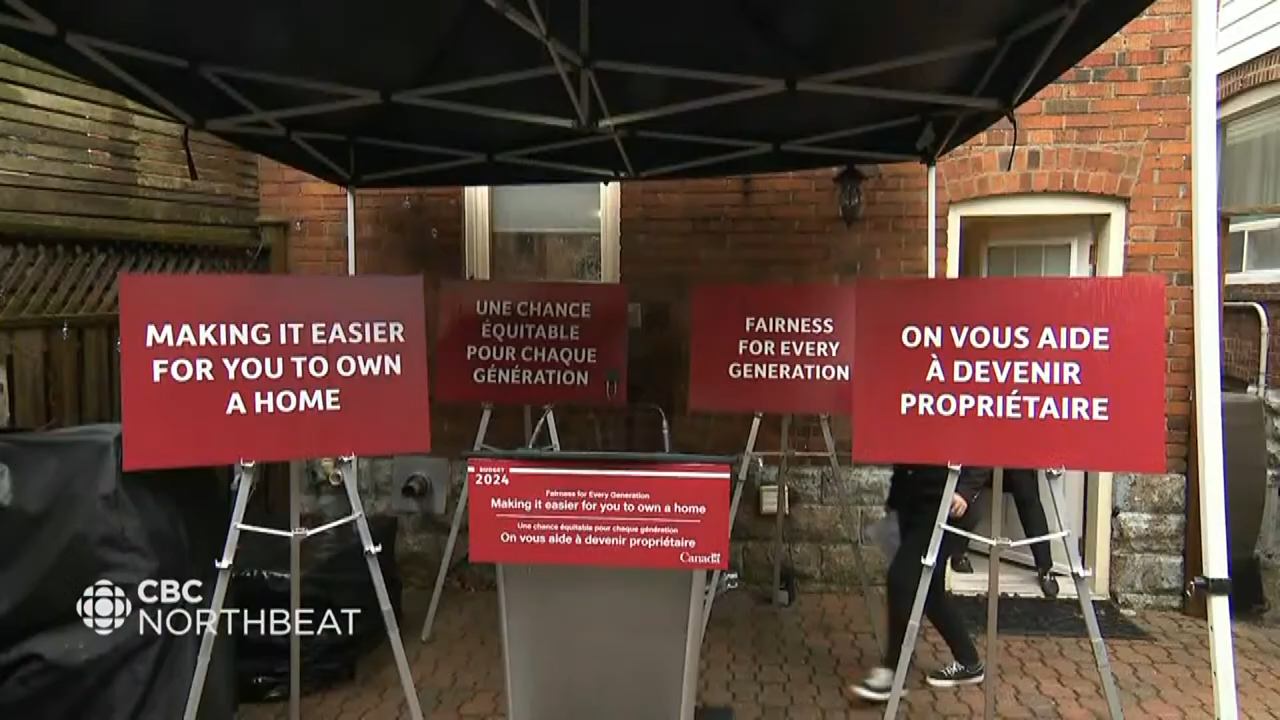 MAKING IT EASIER
FOR YOU TO OWN
A HOME
UNE CHANCE
ÉQUITABLE
POUR CHAQUE
GÉNÉRATION
FAIRNESS
FOR EVERY
GENERATION
ON VOUS AIDE
À DEVENIR
PROPRIÉTAIRE
BUDGET
2024
Fairness for Every Generation
Making it easier for you to own a home
Une chance équitable pour chaque génération
On vous aide à devenir propriétaire
Canada
CBC
NORTHBEAT